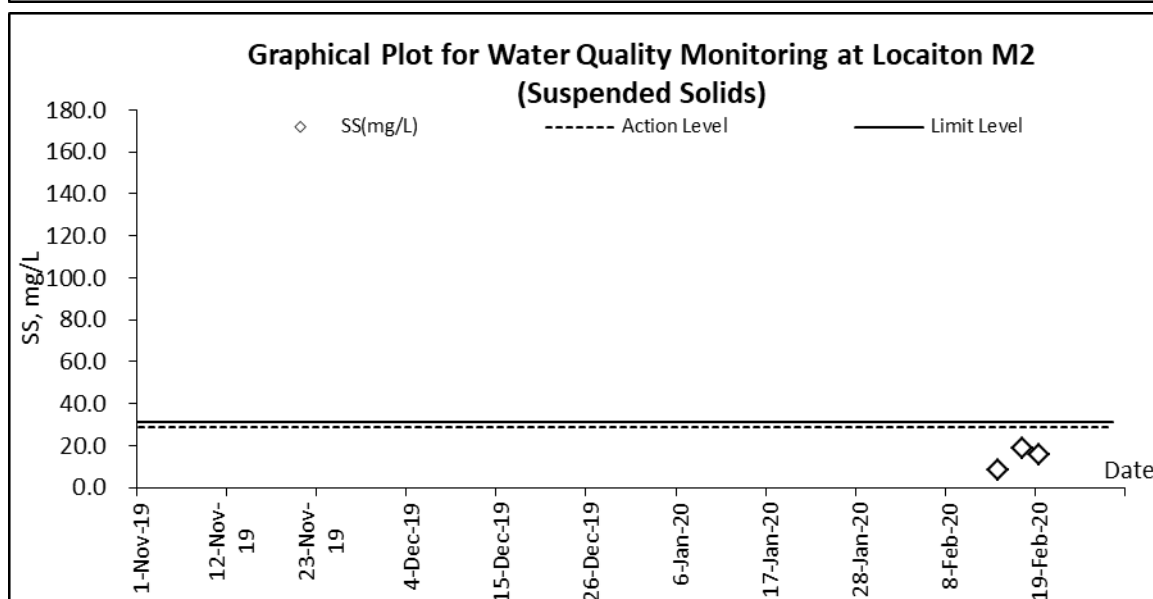 Graphical Plot for Water Quality Monitoring at Locaiton M2
(Suspended Solids)
SS(mg/L) Action Level Limit Level
SS, mg/L
180.0
160.0
140.0
120.0
100.0
80.0
60.0
40.0
20.0
0.0
Date
1-Nov-19
12-Nov-
19
23-Nov-
19
4-Dec-19
15-Dec-19
26-Dec-19
6-Jan-20
17-Jan-20
28-Jan-20
8-Feb-20
19-Feb-20